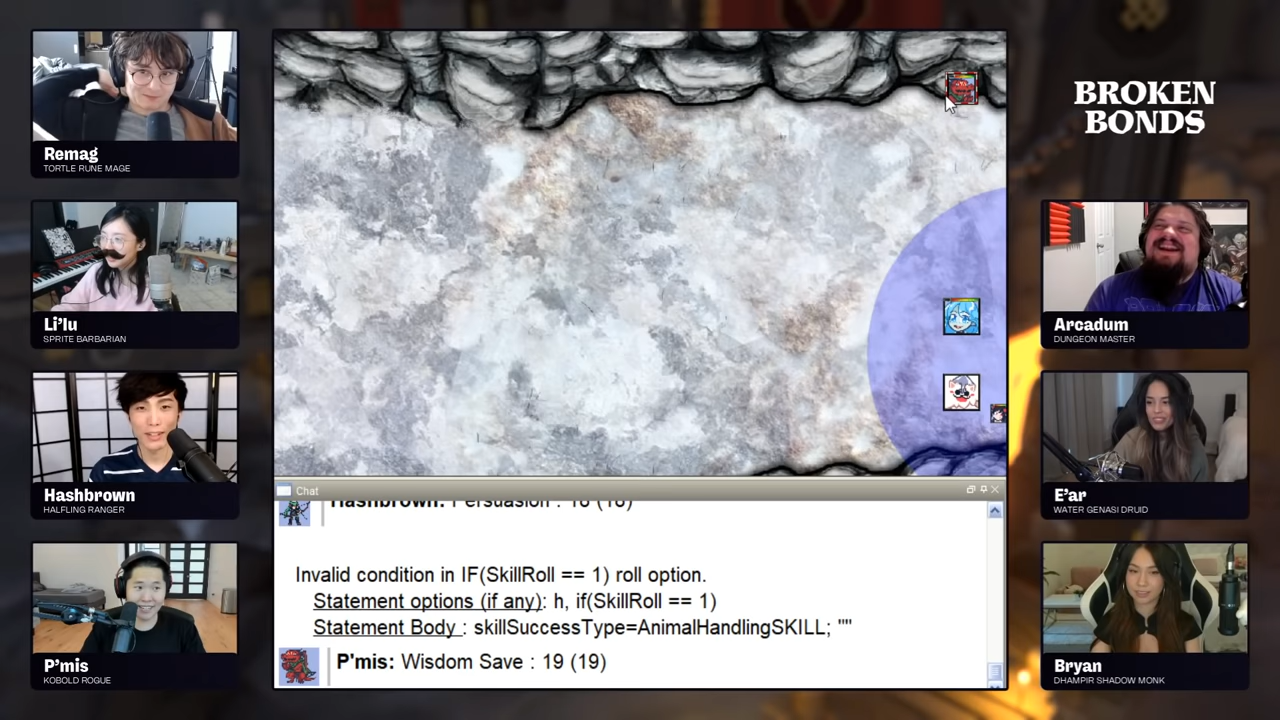 Remag
TORTLE RUNE MAGE
Li'lu
SPRITE BARBARIAN
Hashbrown
HALFLING RANGER
P'mis
KOBOLD ROGUE
Chat
Hashbrown: Persuasion :
Invalid condition in IF(SkillRoll == 1) roll option.
Statement options (if any): h, if(SkillRoll == 1)
Statement Body : skillSuccessType=AnimalHandlingSKILL; ""
P'mis: Wisdom Save : 19 (19)
BROKEN
BONDS
Arcadum
DUNGEON MASTER
E'ar
WATER GENASI DRUID
Bryan
DHAMPIR SHADOW MONK